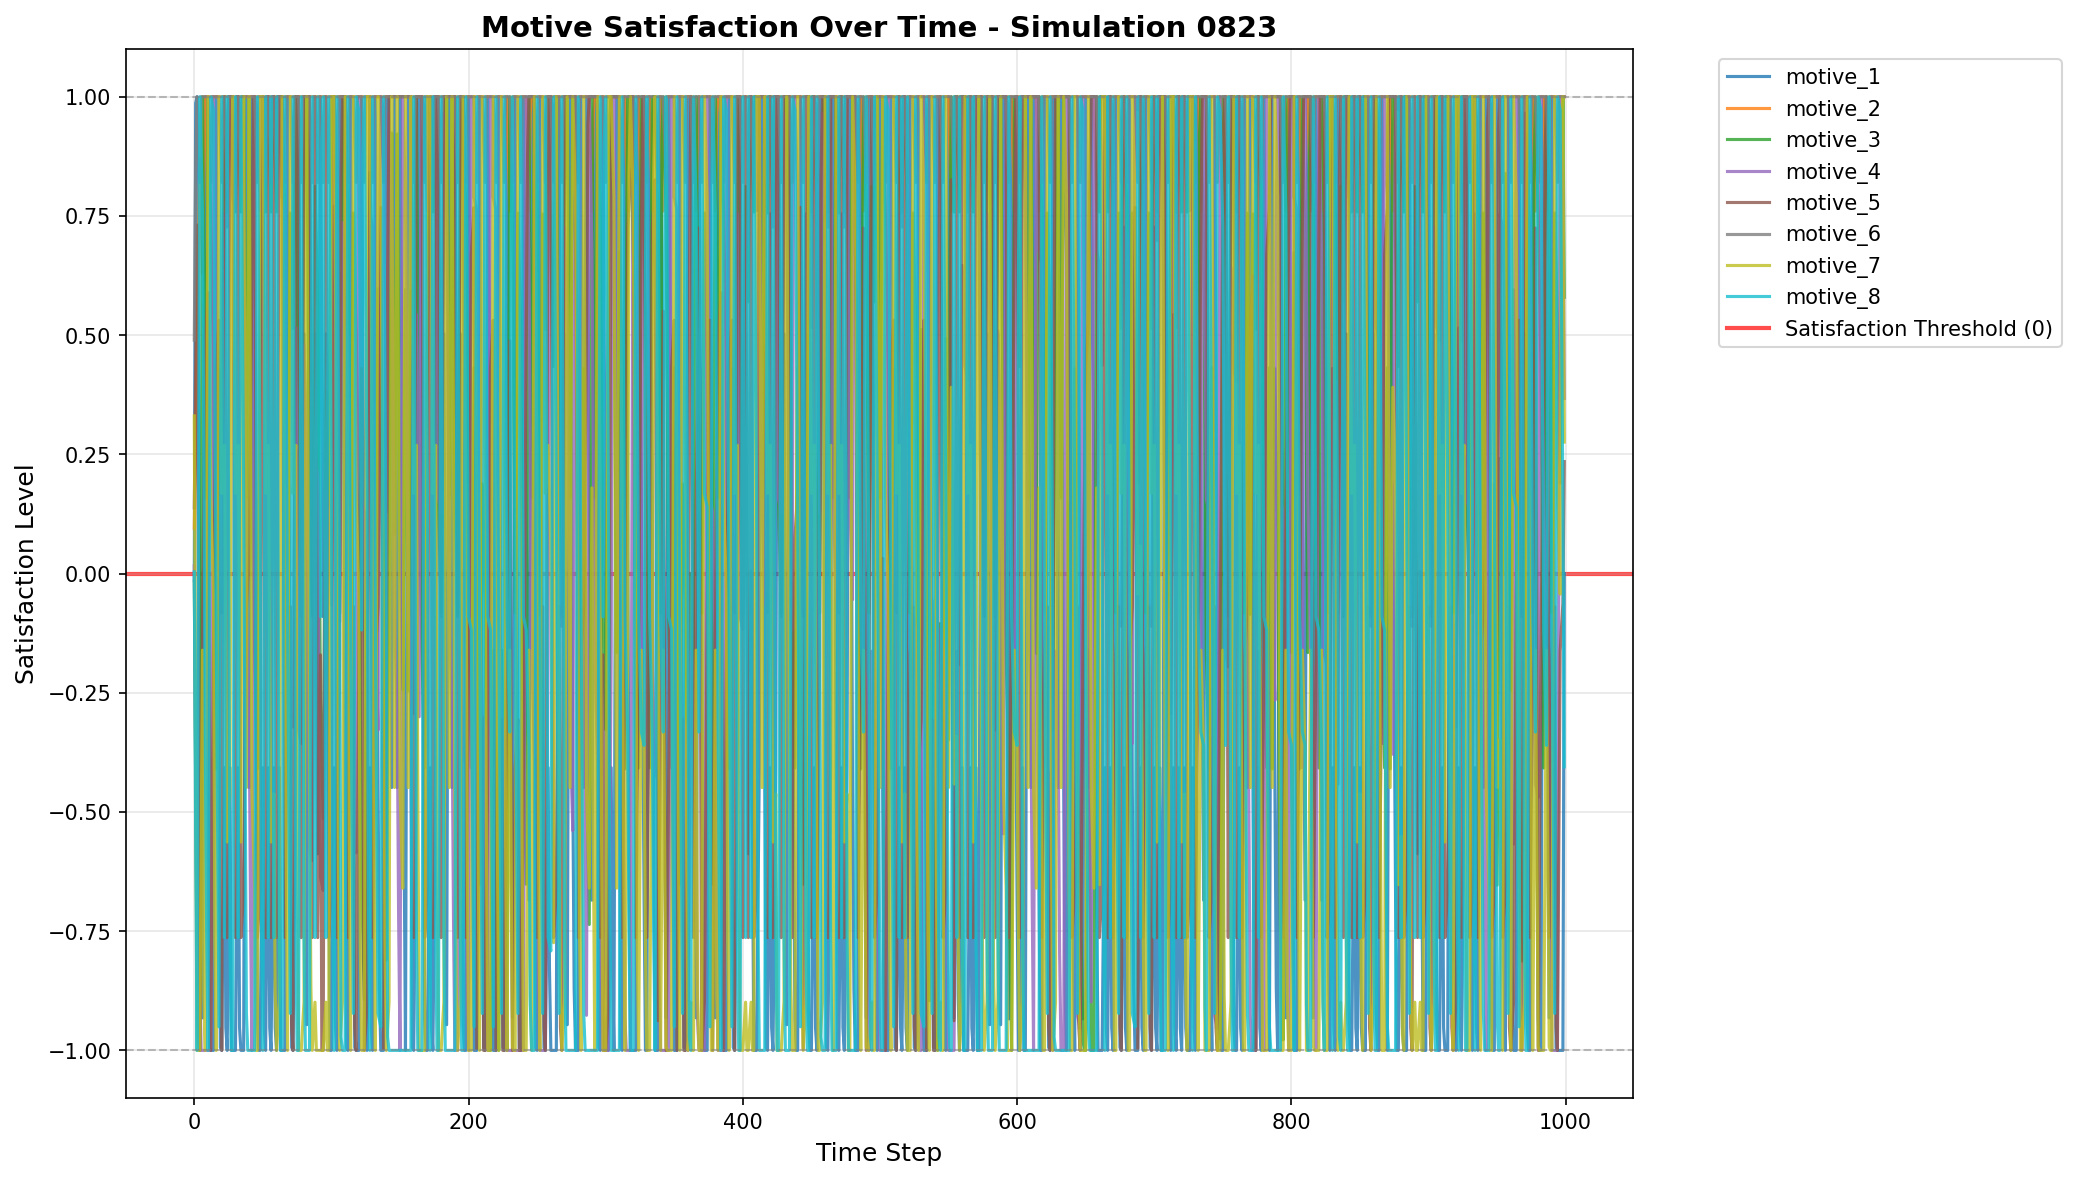 Motive Satisfaction Over Time - Simulation 0823
1.00
0.75
0.50
0.25
0.00
−0.25
−0.50
−0.75
−1.00
Satisfaction Level
0
200
400
600
800
1000
Time Step
motive_1
motive_2
motive_3
motive_4
motive_5
motive_6
motive_7
motive_8
Satisfaction Threshold (0)